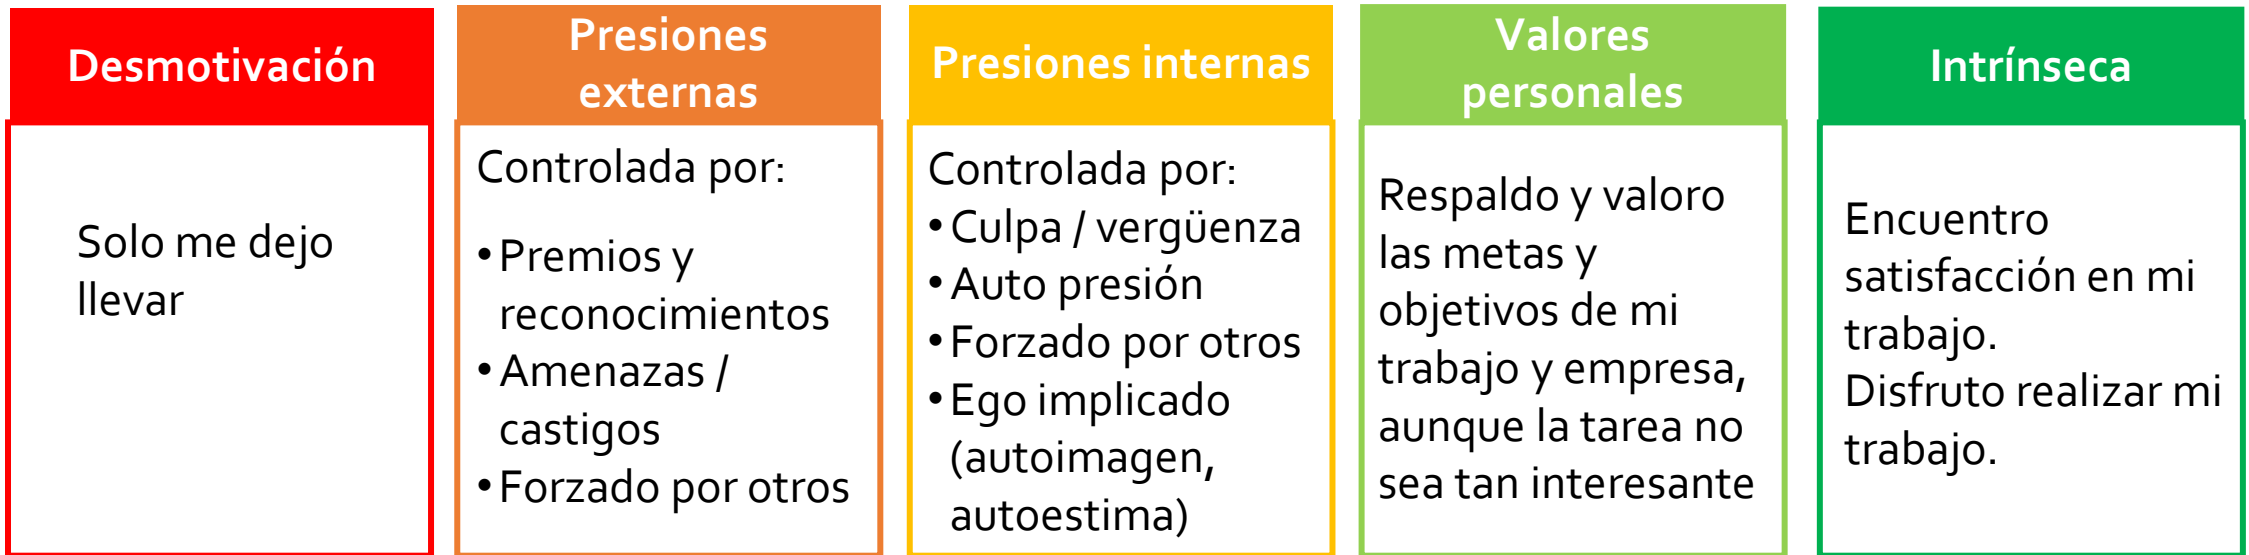 Desmotivación
Solo me dejo
llevar
Presiones
externas
Controlada por:
•Premios y
reconocimientos
•Amenazas /
castigos
•Forzado por otros
Presiones internas
Controlada por:
•Culpa / vergüenza
•Auto presión
•Forzado por otros
•Ego implicado
(autoimagen,
autoestima)
Valores
personales
Respaldo y valoro
las metas y
objetivos de mi
trabajo y empresa,
aunque la tarea no
sea tan interesante
Intrínseca
Encuentro
satisfacción en mi
trabajo.
Disfruto realizar mi
trabajo.